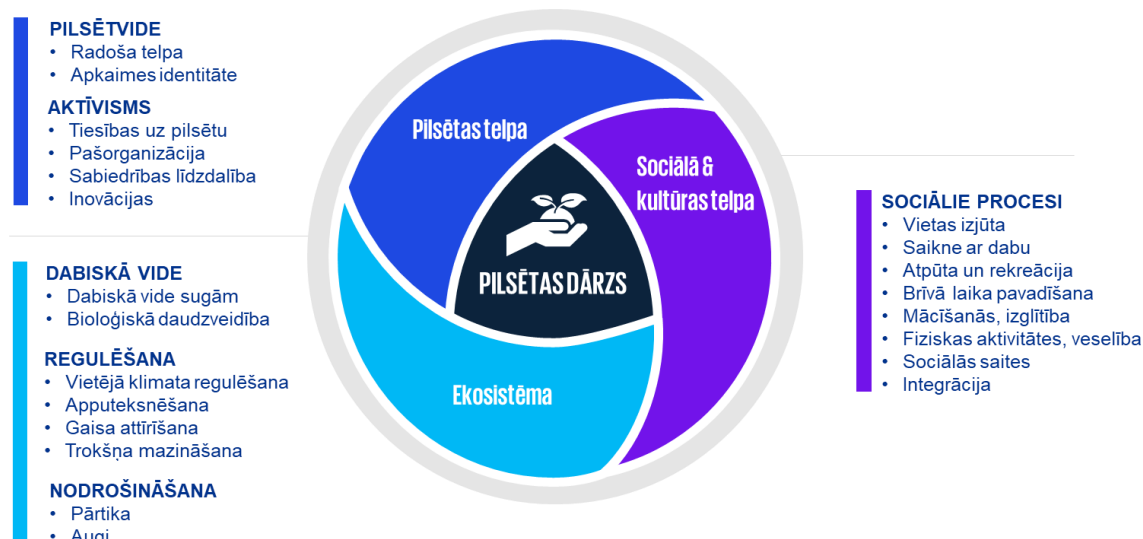 PILSĒTVIDE
• Radoša telpa
• Apkaimes identitāte
AKTĪVISMS
• Tiesības uz pilsētu
• Pašorganizācija
• Sabiedrības līdzdalība
• Inovācijas
DABISKĀ VIDE
• Dabiskā vide sugām
• Bioloģiskā daudzveidība
REGULĒŠANA
• Vietējā klimata regulēšana
• Apputeksnēšana
• Gaisa attīrīšana
• Trokšņa mazināšana
NODROŠINĀŠANA
• Pārtika
• Augi
Pilsētas telpa
Sociālā &
kultūras telpa
PILSĒTAS DĀRZS
Ekosistēma
SOCIĀLIE PROCESI
• Vietas izjūta
• Saikne ar dabu
• Atpūta un rekreācija
• Brīvā laika pavadīšana
• Mācīšanās, izglītība
• Fiziskas aktivitātes, veselība
• Sociālās saites
• Integrācija